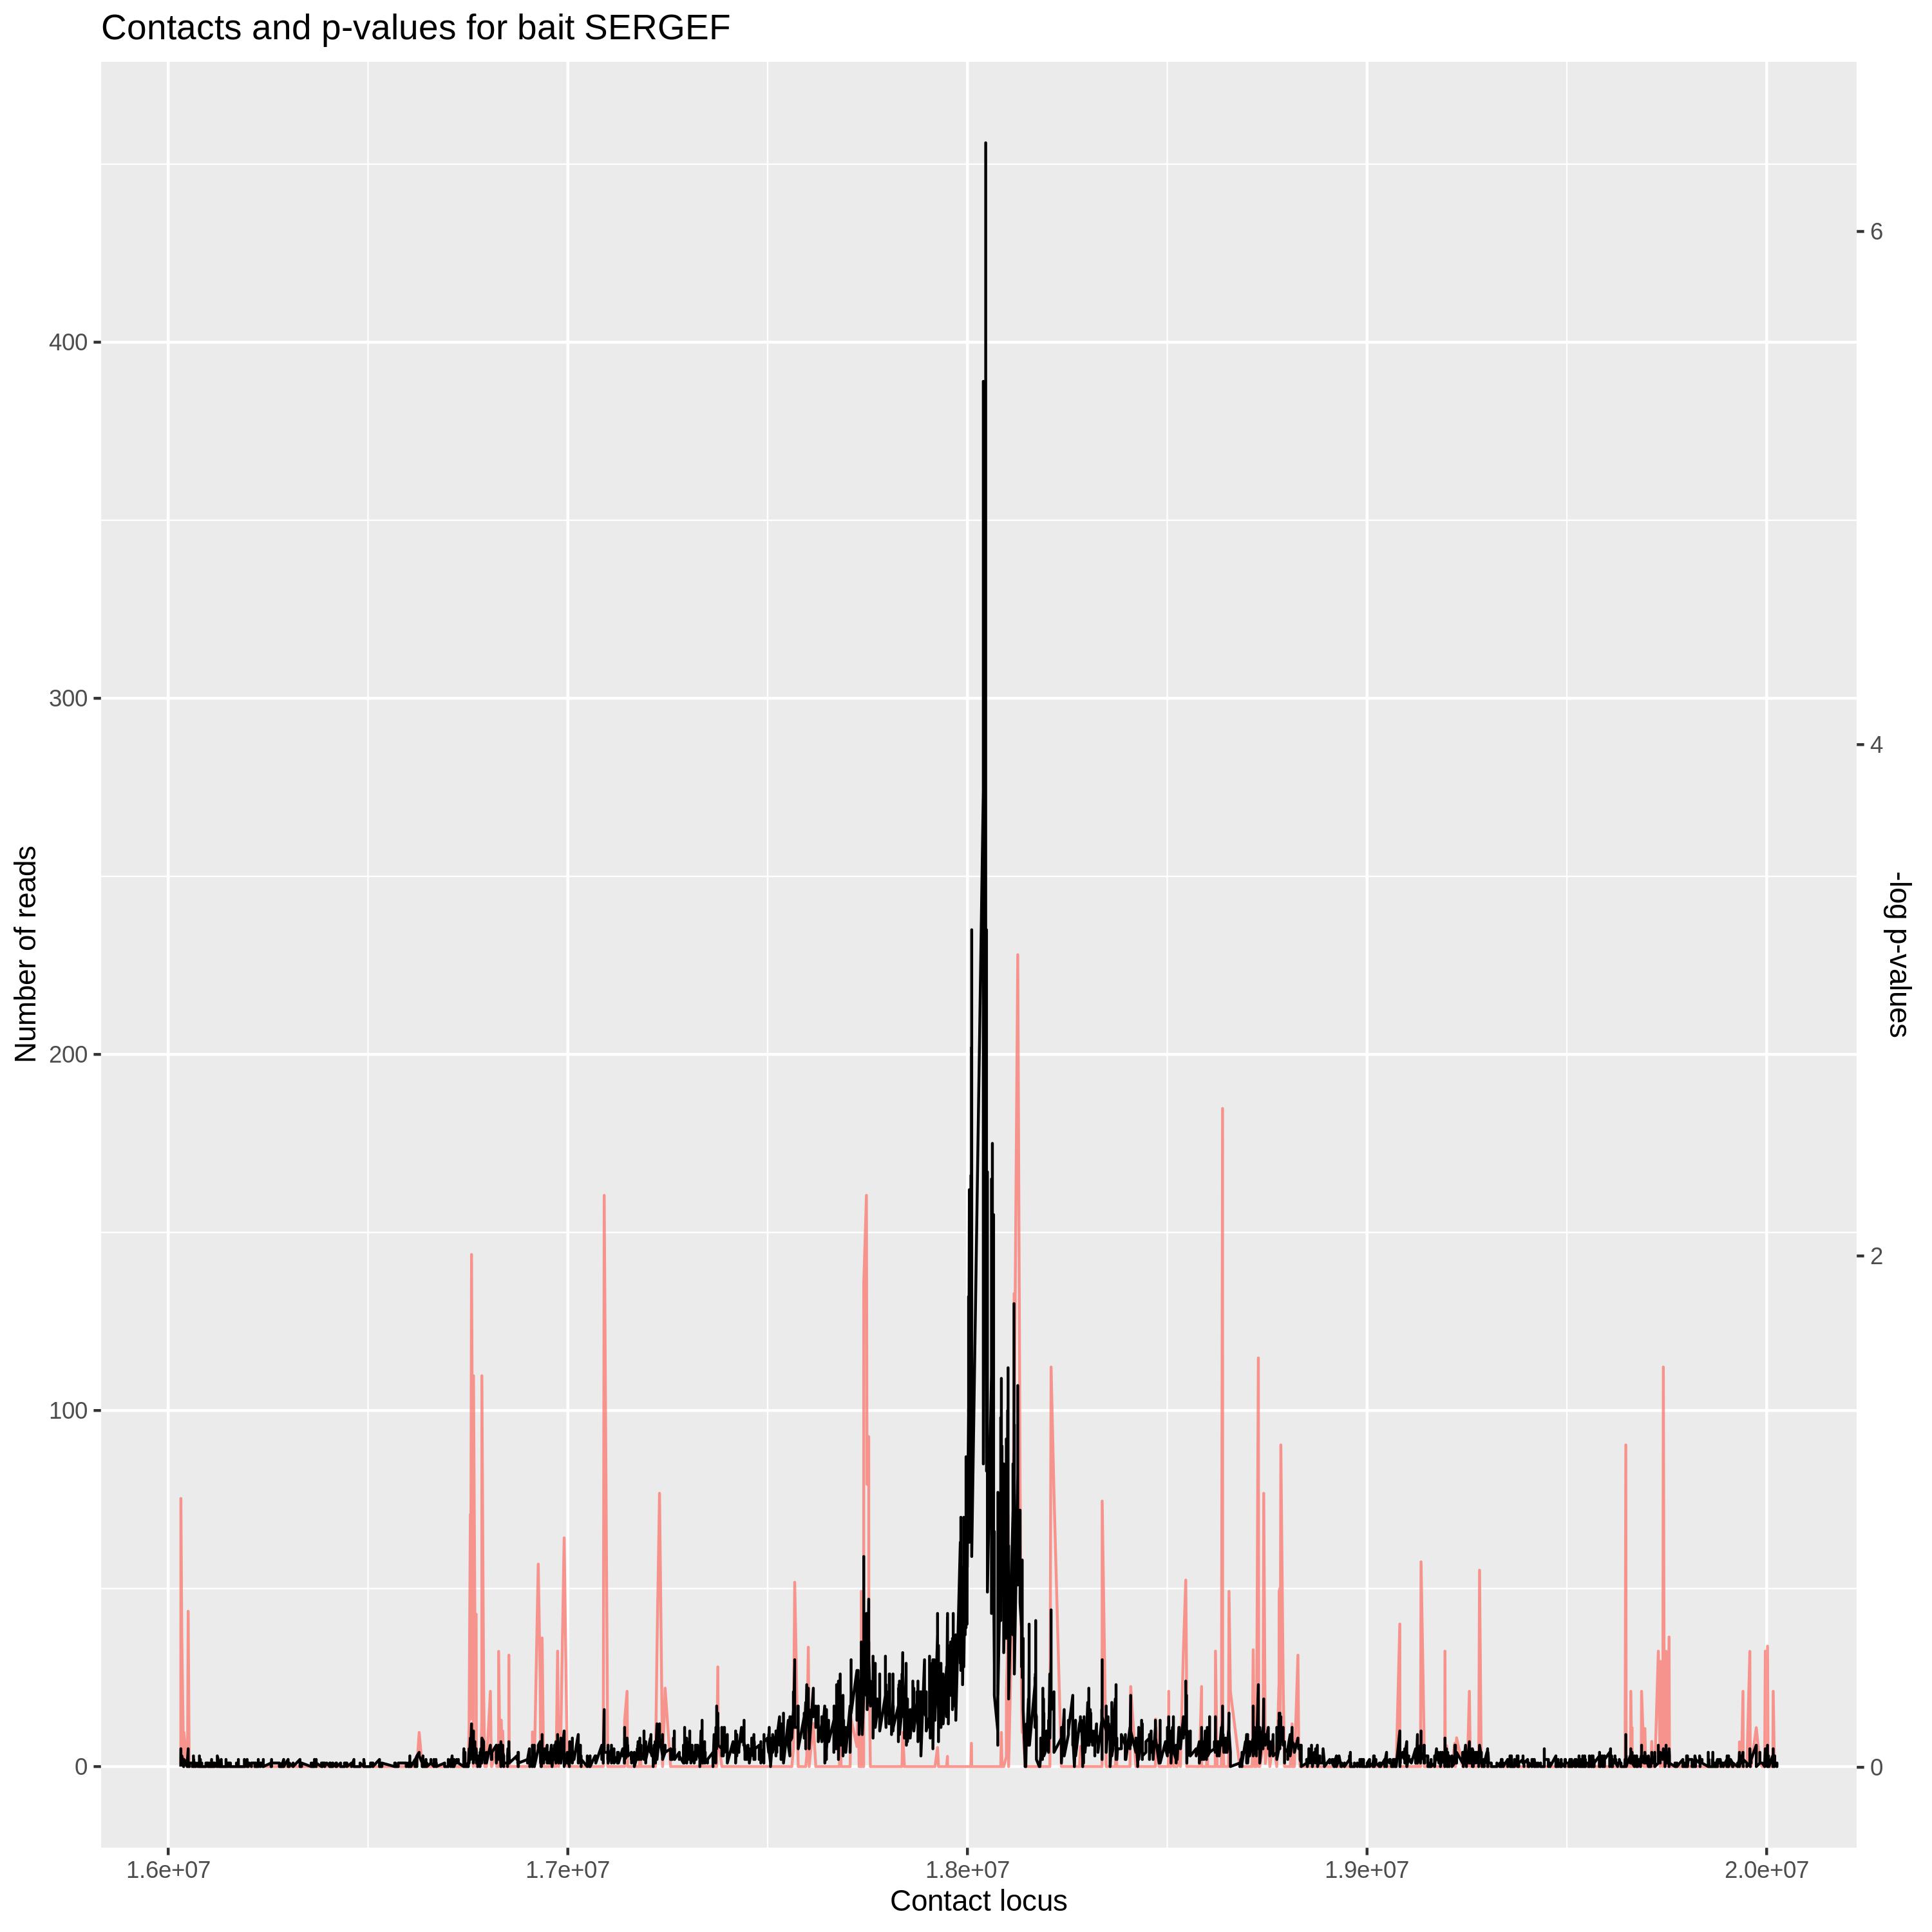 Contacts and p-values for bait SERGEF
Number of reads
400
300
200
100
0
6
4
2
0
-log p-values
1.6e+07
1.7e+07
1.8e+07
1.9e+07
2.0e+07
Contact locus